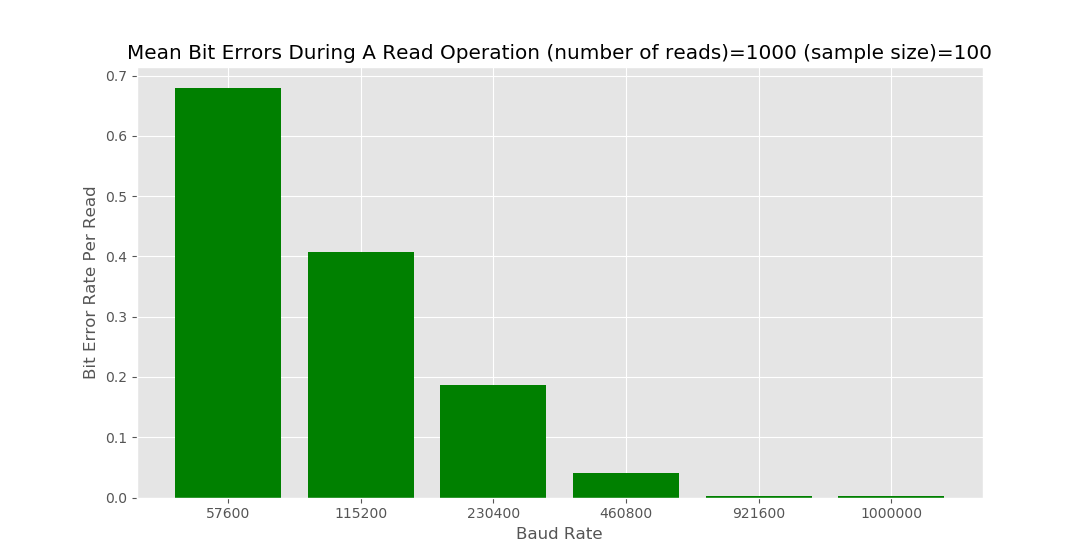 Mean Bit Errors During A Read Operation (number of reads)=1000 (sample size)=100
0.7
0.6
0.5
0.4
0.3
0.2
0.1
0.0
Bit Error Rate Per Read
57600 115200 230400 460800 921600 1000000
Baud Rate